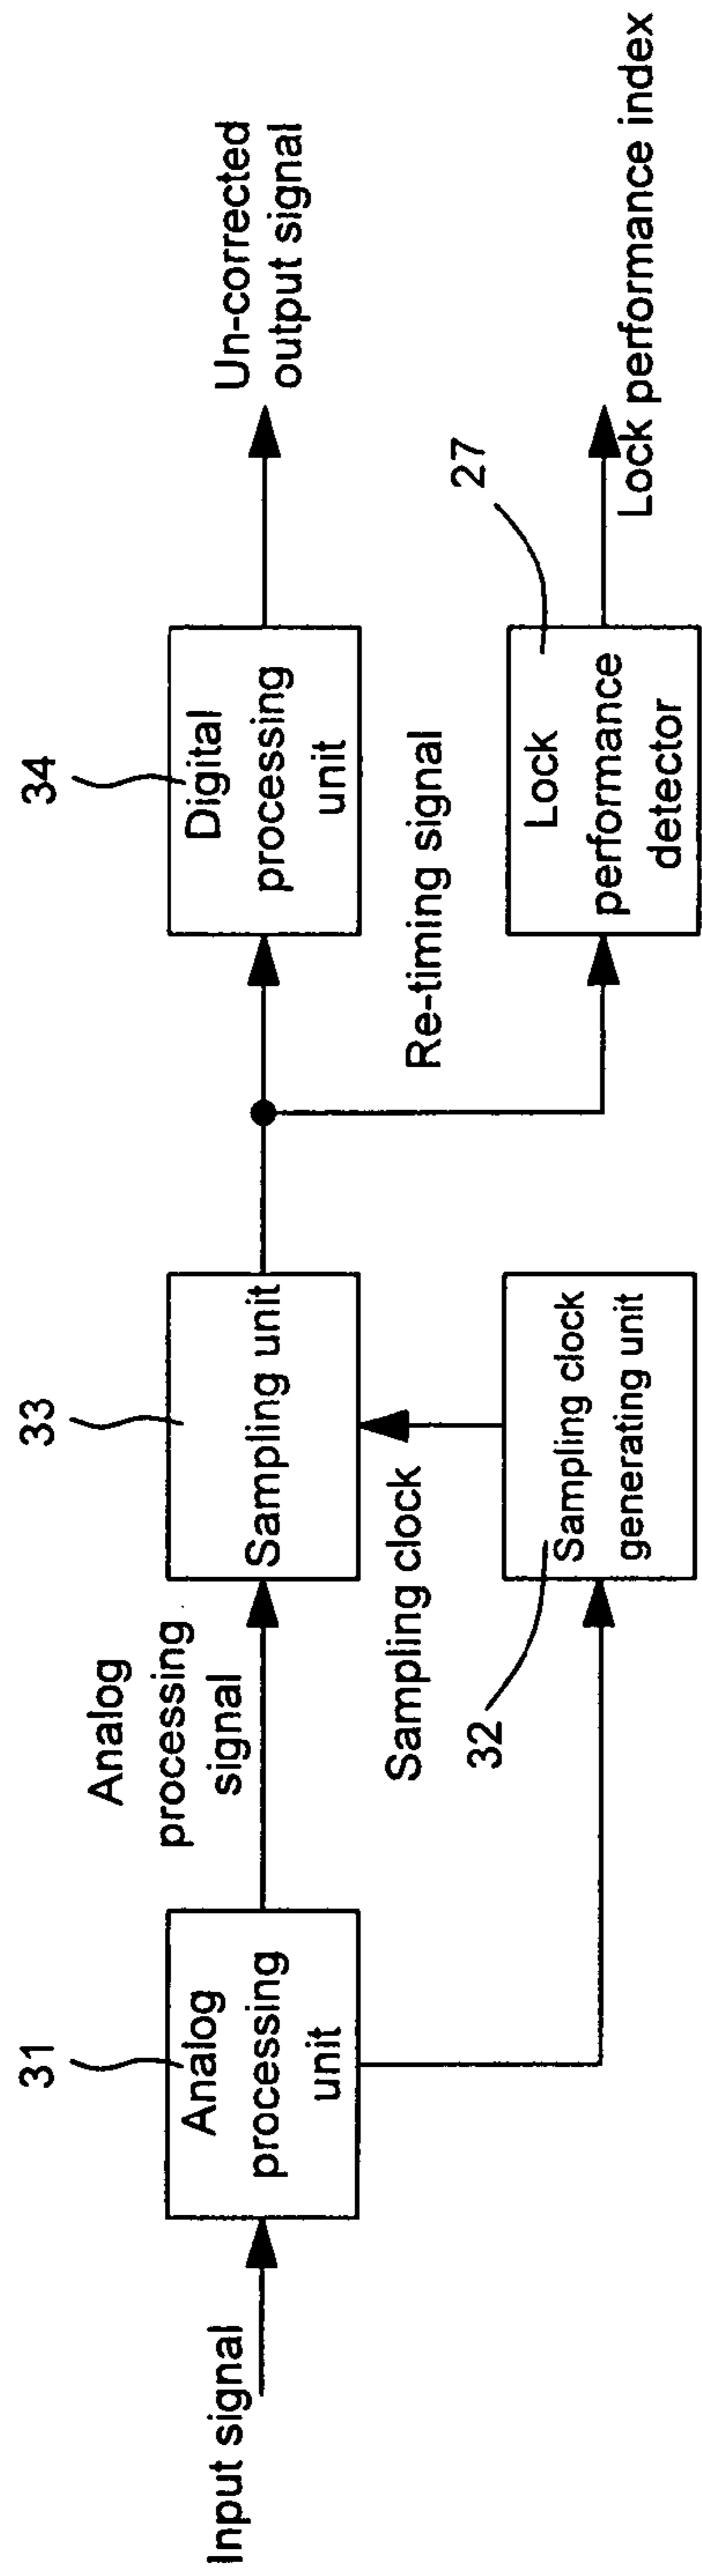 Input signal
31
Analog
processing
unit
Analog
processing
signal
33
Sampling unit
Sampling clock
32
Sampling clock
generating unit
34
Digital
processing
unit
Un-corrected
output signal
Re-timing signal
27
Lock
performance
detector
Lock performance index